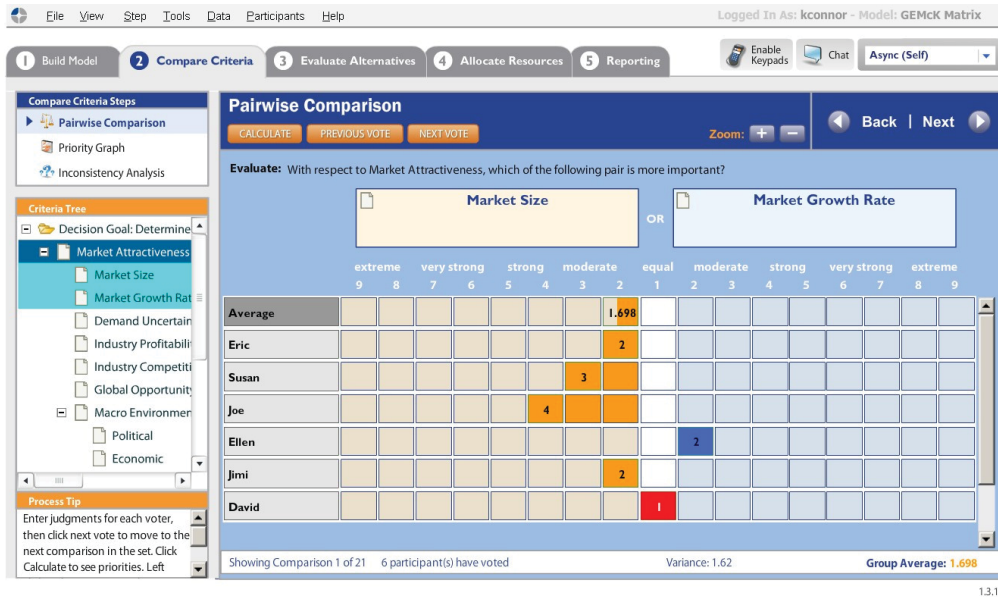 File View Step Tools Data Participants Help
Logged In As: kconnor - Model: GEMcK Matrix
1 Build Model 2 Compare Criteria 3 Evaluate Alternatives 4 Allocate Resources 5 Reporting
Enable Keypads
Chat
Async (Self)
Compare Criteria Steps
Pairwise Comparison
Priority Graph
Inconsistency Analysis
Criteria Tree
Decision Goal: Determine
Market Attractiveness
Market Size
Market Growth Rat
Demand Uncertain
Industry Profitabili
Industry Competiti
Global Opportunity
Macro Environmen
Political
Economic
Process Tip
Enter judgments for each voter,
then click next vote to move to the
next comparison in the set. Click
Calculate to see priorities. Left
Pairwise Comparison
CALCULATE PREVIOUS VOTE NEXT VOTE
Zoom: + −
Back | Next
Evaluate: With respect to Market Attractiveness, which of the following pair is more important?
Market Size OR Market Growth Rate
extreme very strong strong moderate equal moderate strong very strong extreme
9 8 7 6 5 4 3 2 1 2 3 4 5 6 7 8 9
Average 1.698
Eric 2
Susan 3
Joe 4
Ellen 2
Jimi 2
David 1
Showing Comparison 1 of 21 6 participant(s) have voted Variance: 1.62 Group Average: 1.698
1.3.1